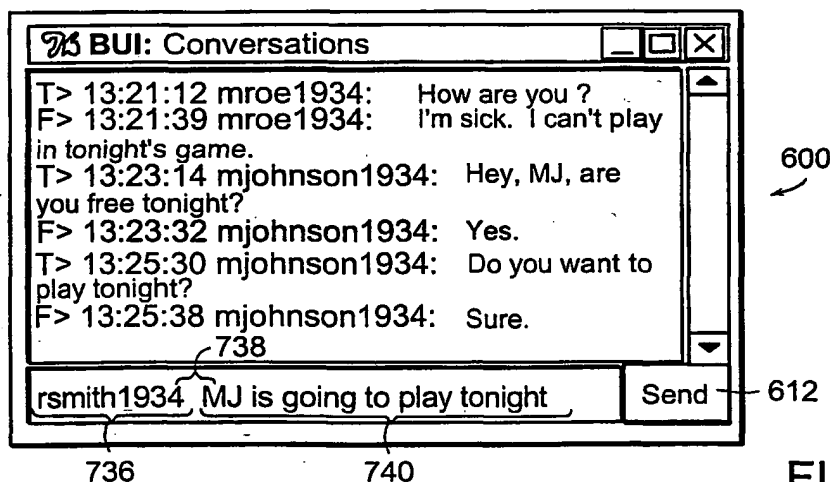 BUI: Conversations
T> 13:21:12 mroe1934: How are you ?
F> 13:21:39 mroe1934: I'm sick. I can't play
in tonight's game.
T> 13:23:14 mjohnson1934: Hey, MJ, are
you free tonight?
F> 13:23:32 mjohnson1934: Yes.
T> 13:25:30 mjohnson1934: Do you want to
play tonight?
F> 13:25:38 mjohnson1934: Sure.
738
rsmith1934 MJ is going to play tonight Send
736 740
600
612